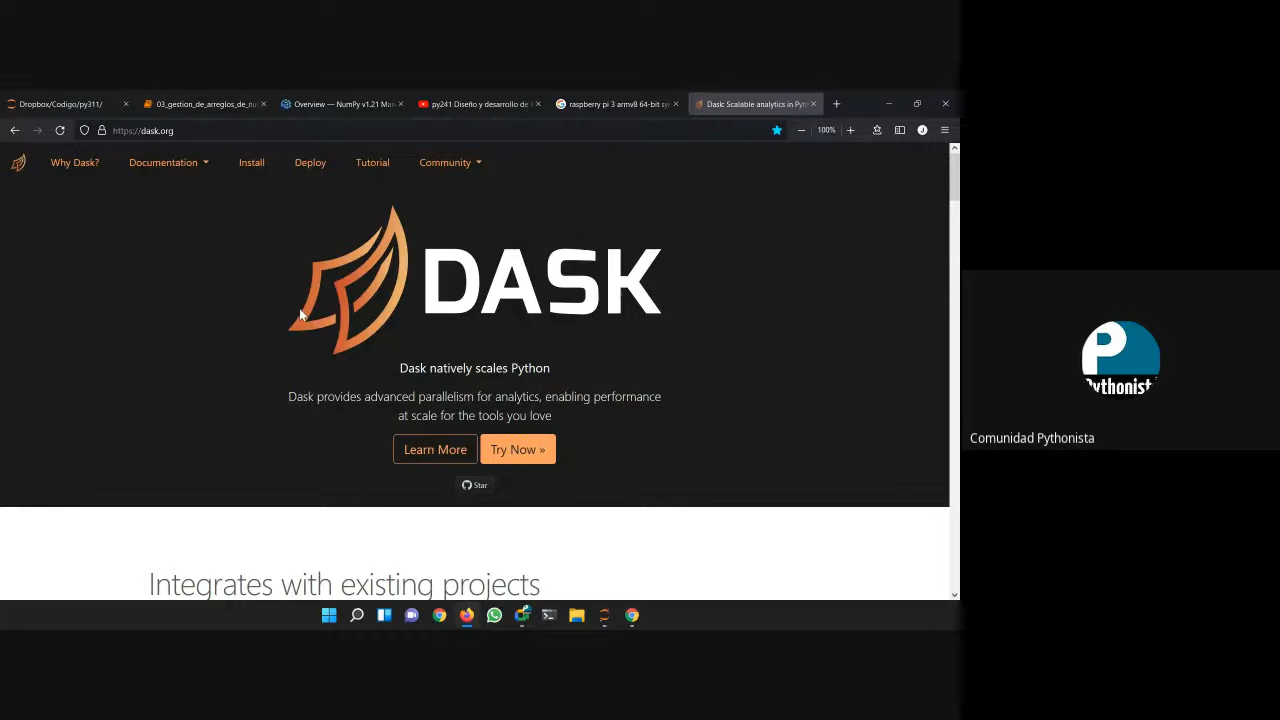 Dropbox/Codigo/py311/
03_gestion_de_arreglos_de_nu
Overview — NumPy v1.21 Man
py241 Diseño y desarrollo de
raspberry pi 3 armv8 64-bit sy
Dask: Scalable analytics in Pyt
https://dask.org
100%
Why Dask?
Documentation
Install
Deploy
Tutorial
Community
DASK
Dask natively scales Python
Dask provides advanced parallelism for analytics, enabling performance
at scale for the tools you love
Learn More
Try Now »
Star
Integrates with existing projects
P
Pythonist
Comunidad Pythonista